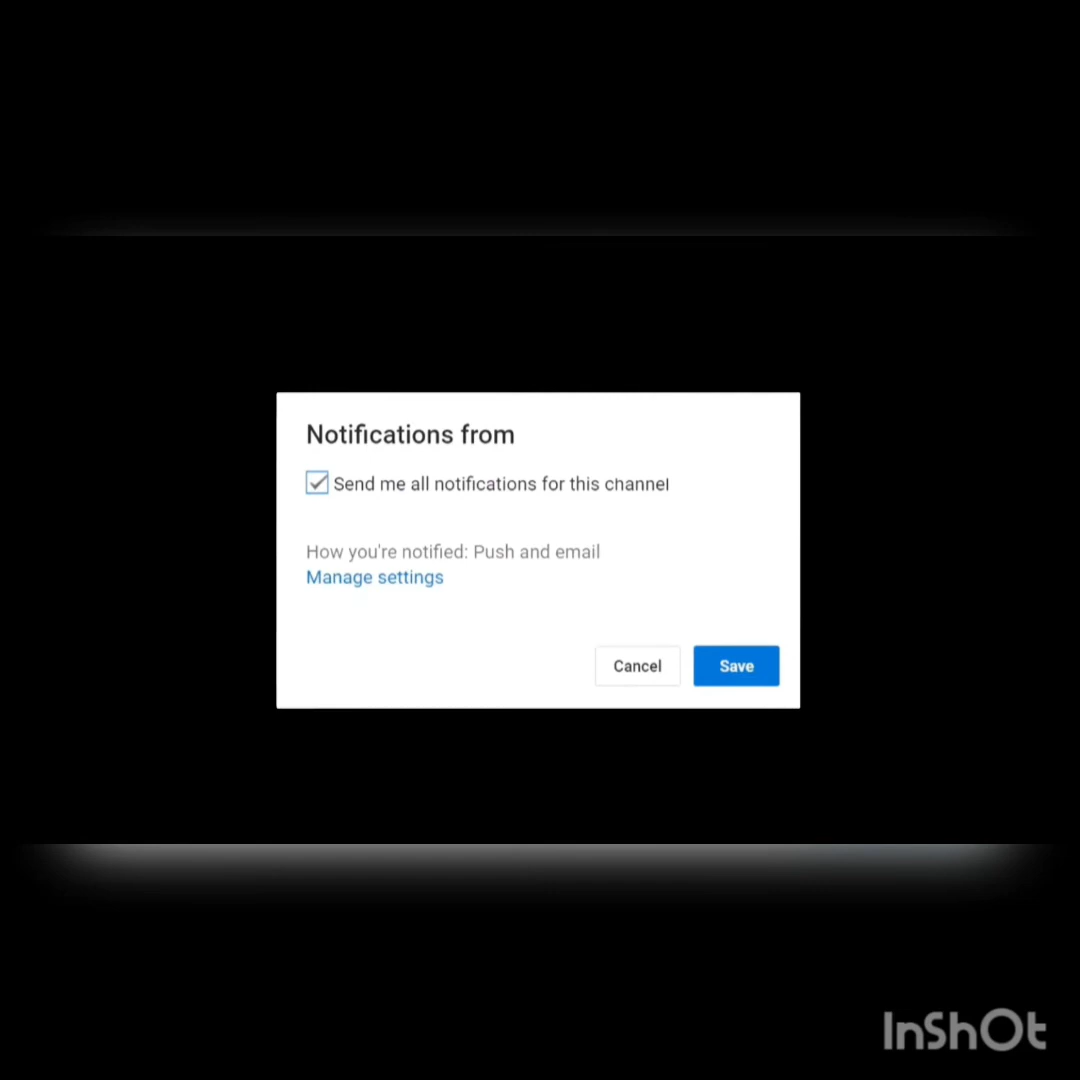 Notifications from
Send me all notifications for this channel
How you're notified: Push and email
Manage settings
Cancel
Save
InShOt